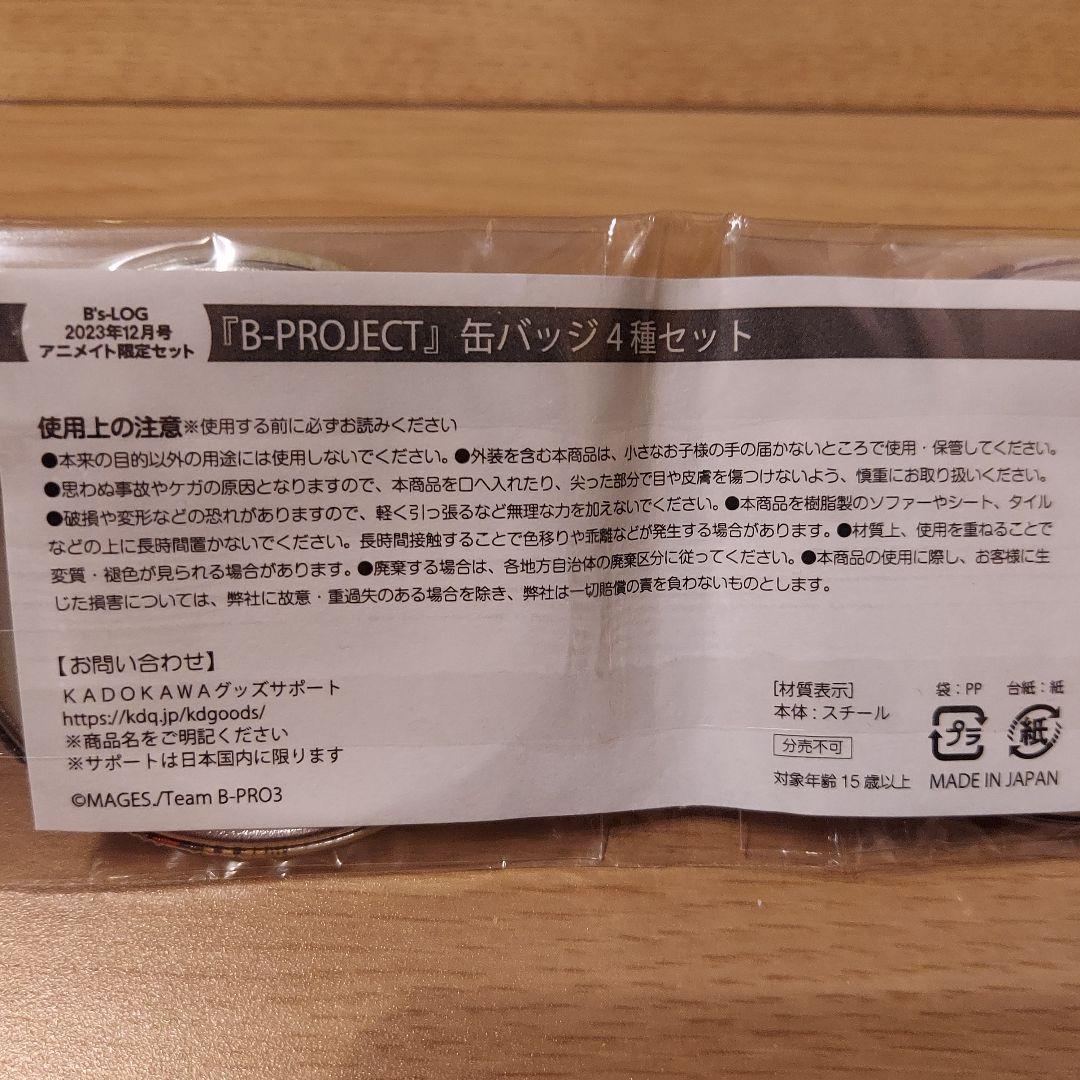 B's-LOG
2023年12月号
アニメイト限定セット
『B-PROJECT』缶バッジ4種セット
使用上の注意※使用する前に必ずお読みください
●本来の目的以外の用途には使用しないでください。●外装を含む本商品は、小さなお子様の手の届かないところで使用・保管してください。
●思わぬ事故やケガの原因となりますので、本商品を口へ入れたり、尖った部分で目や皮膚を傷つけないよう、慎重にお取り扱いください。
●破損や変形などの恐れがありますので、軽く引っ張るなど無理な力を加えないでください。●本商品を樹脂製のソファーやシート、タイル
などの上に長時間置かないでください。長時間接触することで色移りや乖離などが発生する場合があります。●材質上、使用を重ねることで
変質・褪色が見られる場合があります。●廃棄する場合は、各地方自治体の廃棄区分に従ってください。●本商品の使用に際し、お客様に生
じた損害については、弊社に故意・重過失のある場合を除き、弊社は一切賠償の責を負わないものとします。
【お問い合わせ】
KADOKAWAグッズサポート
https://kdq.jp/kdgoods/
※商品名をご明記ください
※サポートは日本国内に限ります
©MAGES./Team B-PRO3
[材質表示]
本体:スチール
分売不可
対象年齢15歳以上
袋:PP 台紙:紙
プラ 紙
MADE IN JAPAN